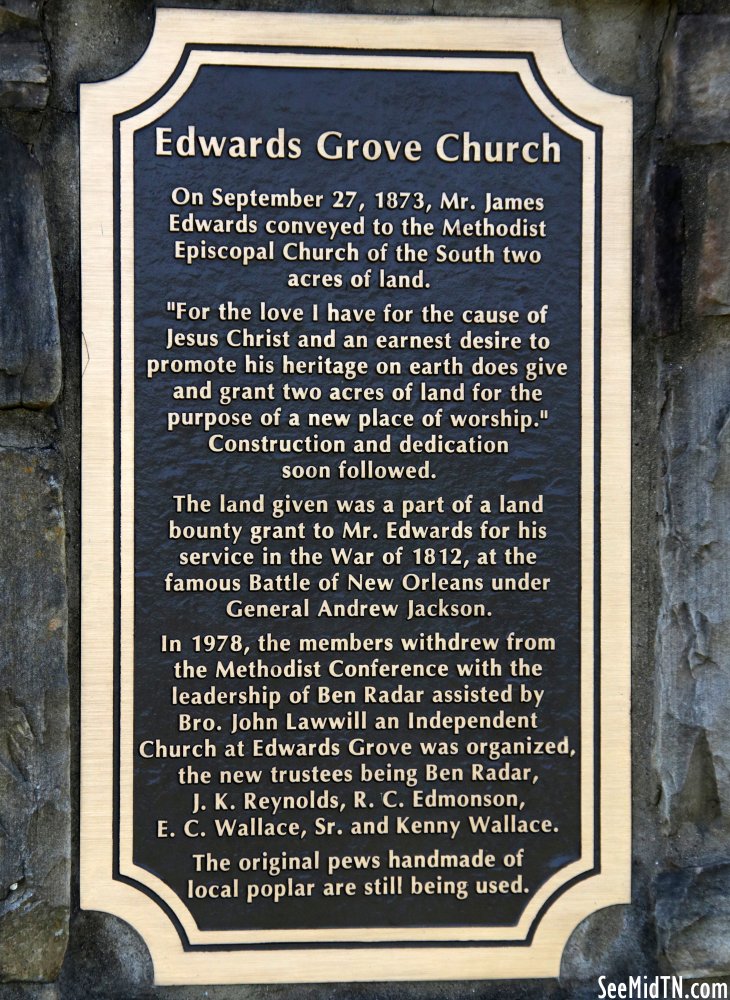 Edwards Grove Church
On September 27, 1873, Mr. James
Edwards conveyed to the Methodist
Episcopal Church of the South two
acres of land.
"For the love I have for the cause of
Jesus Christ and an earnest desire to
promote his heritage on earth does give
and grant two acres of land for the
purpose of a new place of worship."
Construction and dedication
soon followed.
The land given was a part of a land
bounty grant to Mr. Edwards for his
service in the War of 1812, at the
famous Battle of New Orleans under
General Andrew Jackson.
In 1978, the members withdrew from
the Methodist Conference with the
leadership of Ben Radar assisted by
Bro. John Lawwill an Independent
Church at Edwards Grove was organized,
the new trustees being Ben Radar,
J. K. Reynolds, R. C. Edmonson,
E. C. Wallace, Sr. and Kenny Wallace.
The original pews handmade of
local poplar are still being used.
SeeMidTN.com